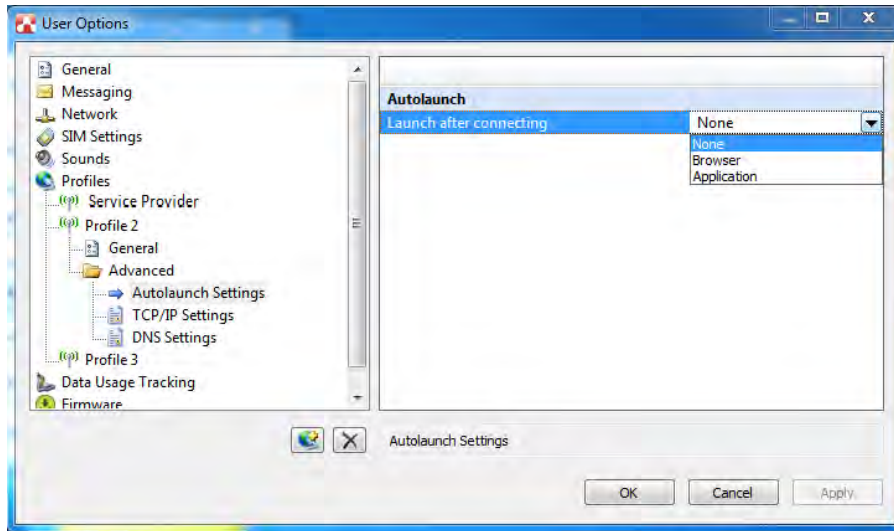 User Options
General
Messaging
Network
SIM Settings
Sounds
Profiles
Service Provider
Profile 2
General
Advanced
Autolaunch Settings
TCP/IP Settings
DNS Settings
Profile 3
Data Usage Tracking
Firmware
Autolaunch
Launch after connecting None
None
Browser
Application
Autolaunch Settings
OK Cancel Apply